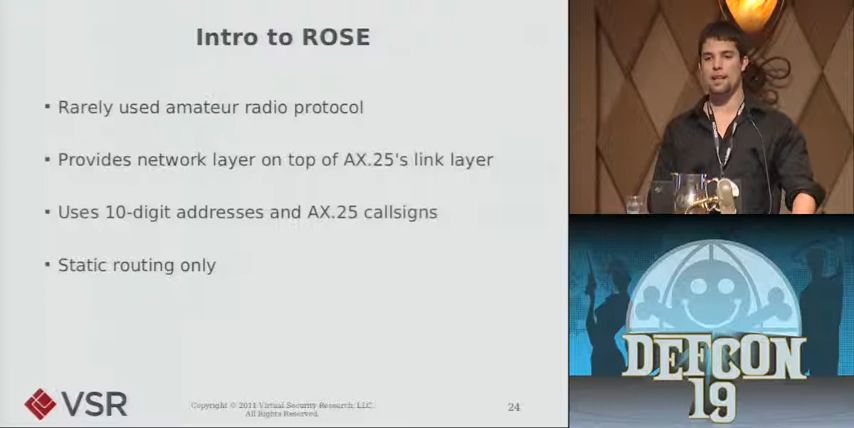 Intro to ROSE
▪ Rarely used amateur radio protocol
▪ Provides network layer on top of AX.25's link layer
▪ Uses 10-digit addresses and AX.25 callsigns
▪ Static routing only
VSR
Copyright © 2011 Virtual Security Research, LLC.
All Rights Reserved.
24
DEFCON
19